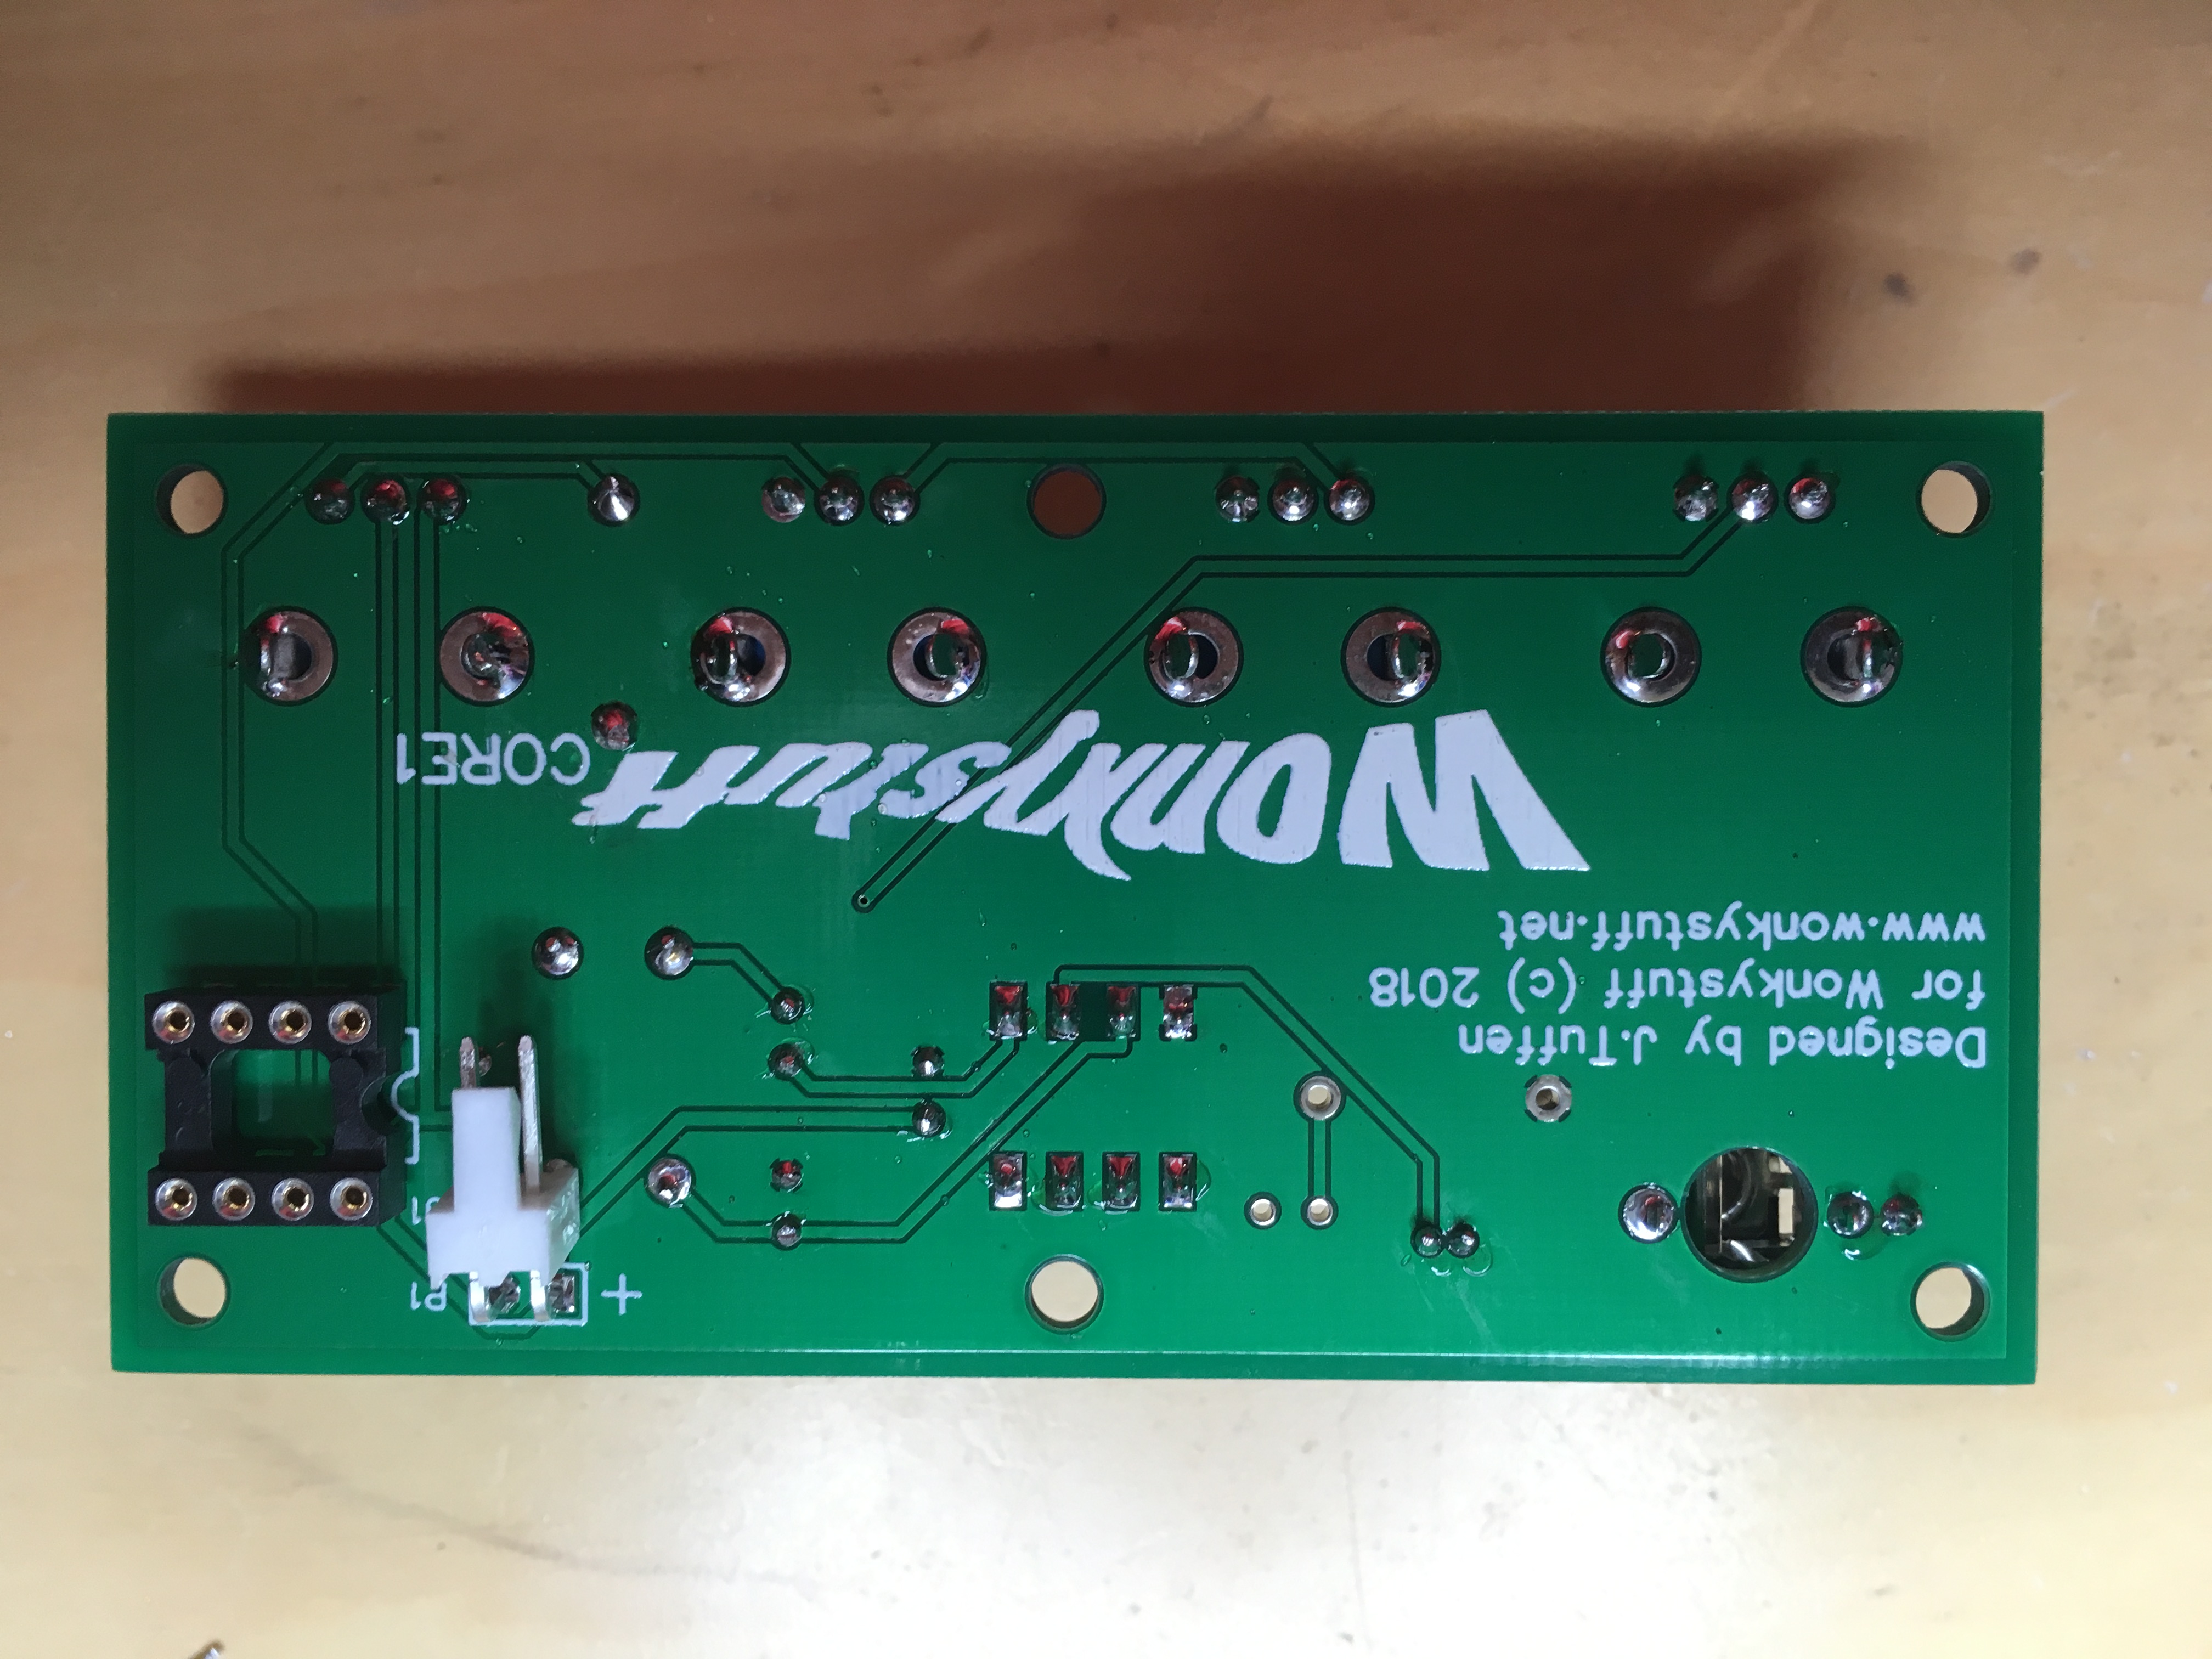 + P1
Designed by J.Tuffen
for Wonkystuff (c) 2018
www.wonkystuff.net
Wonkystuff CORE1